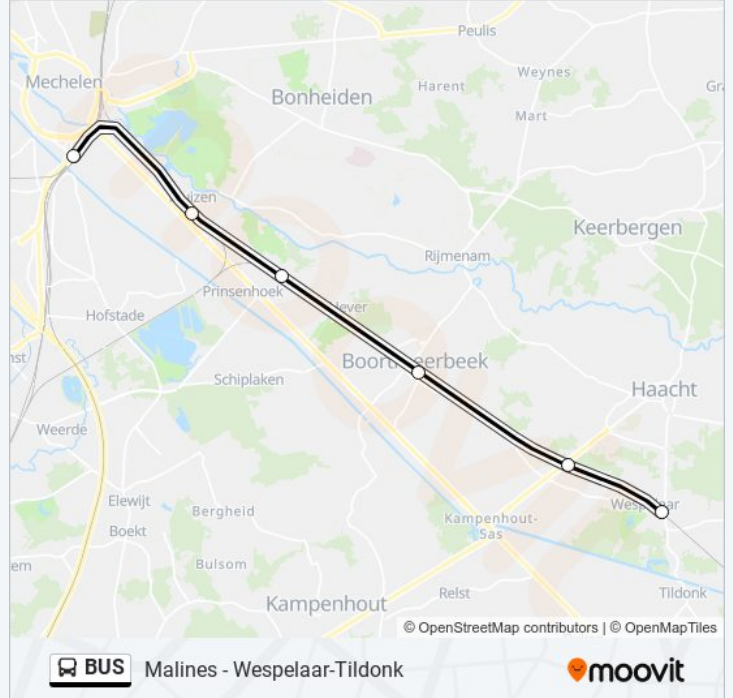 Peulis
Mechelen
Weynes
Harent
Bonheiden
Mart
Keerbergen
Rijmenam
Prinsenhoek
Hofstade
Haacht
Schiplaken
Weerde
Elewijt
Bergheid
Kampenhout-
Sas
Boekt
Bulsom
Relst
Tildonk
Kampenhout
© OpenStreetMap contributors | © OpenMapTiles
BUS
Malines - Wespelaar-Tildonk
moovit